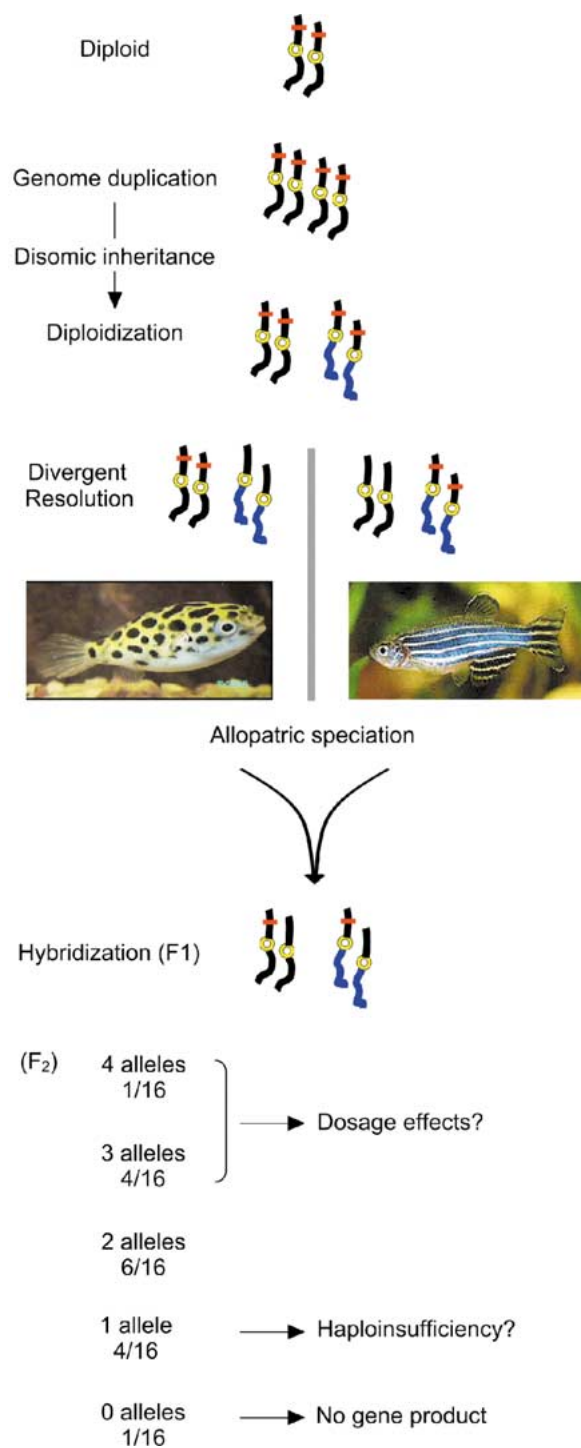 Diploid
Genome duplication
Disomic inheritance
Diploidization
Divergent
Resolution
Allopatric speciation
Hybridization (F1)
(F₂)
4 alleles
1/16
Dosage effects?
3 alleles
4/16
2 alleles
6/16
1 allele
4/16
Haploinsufficiency?
0 alleles
1/16
No gene product